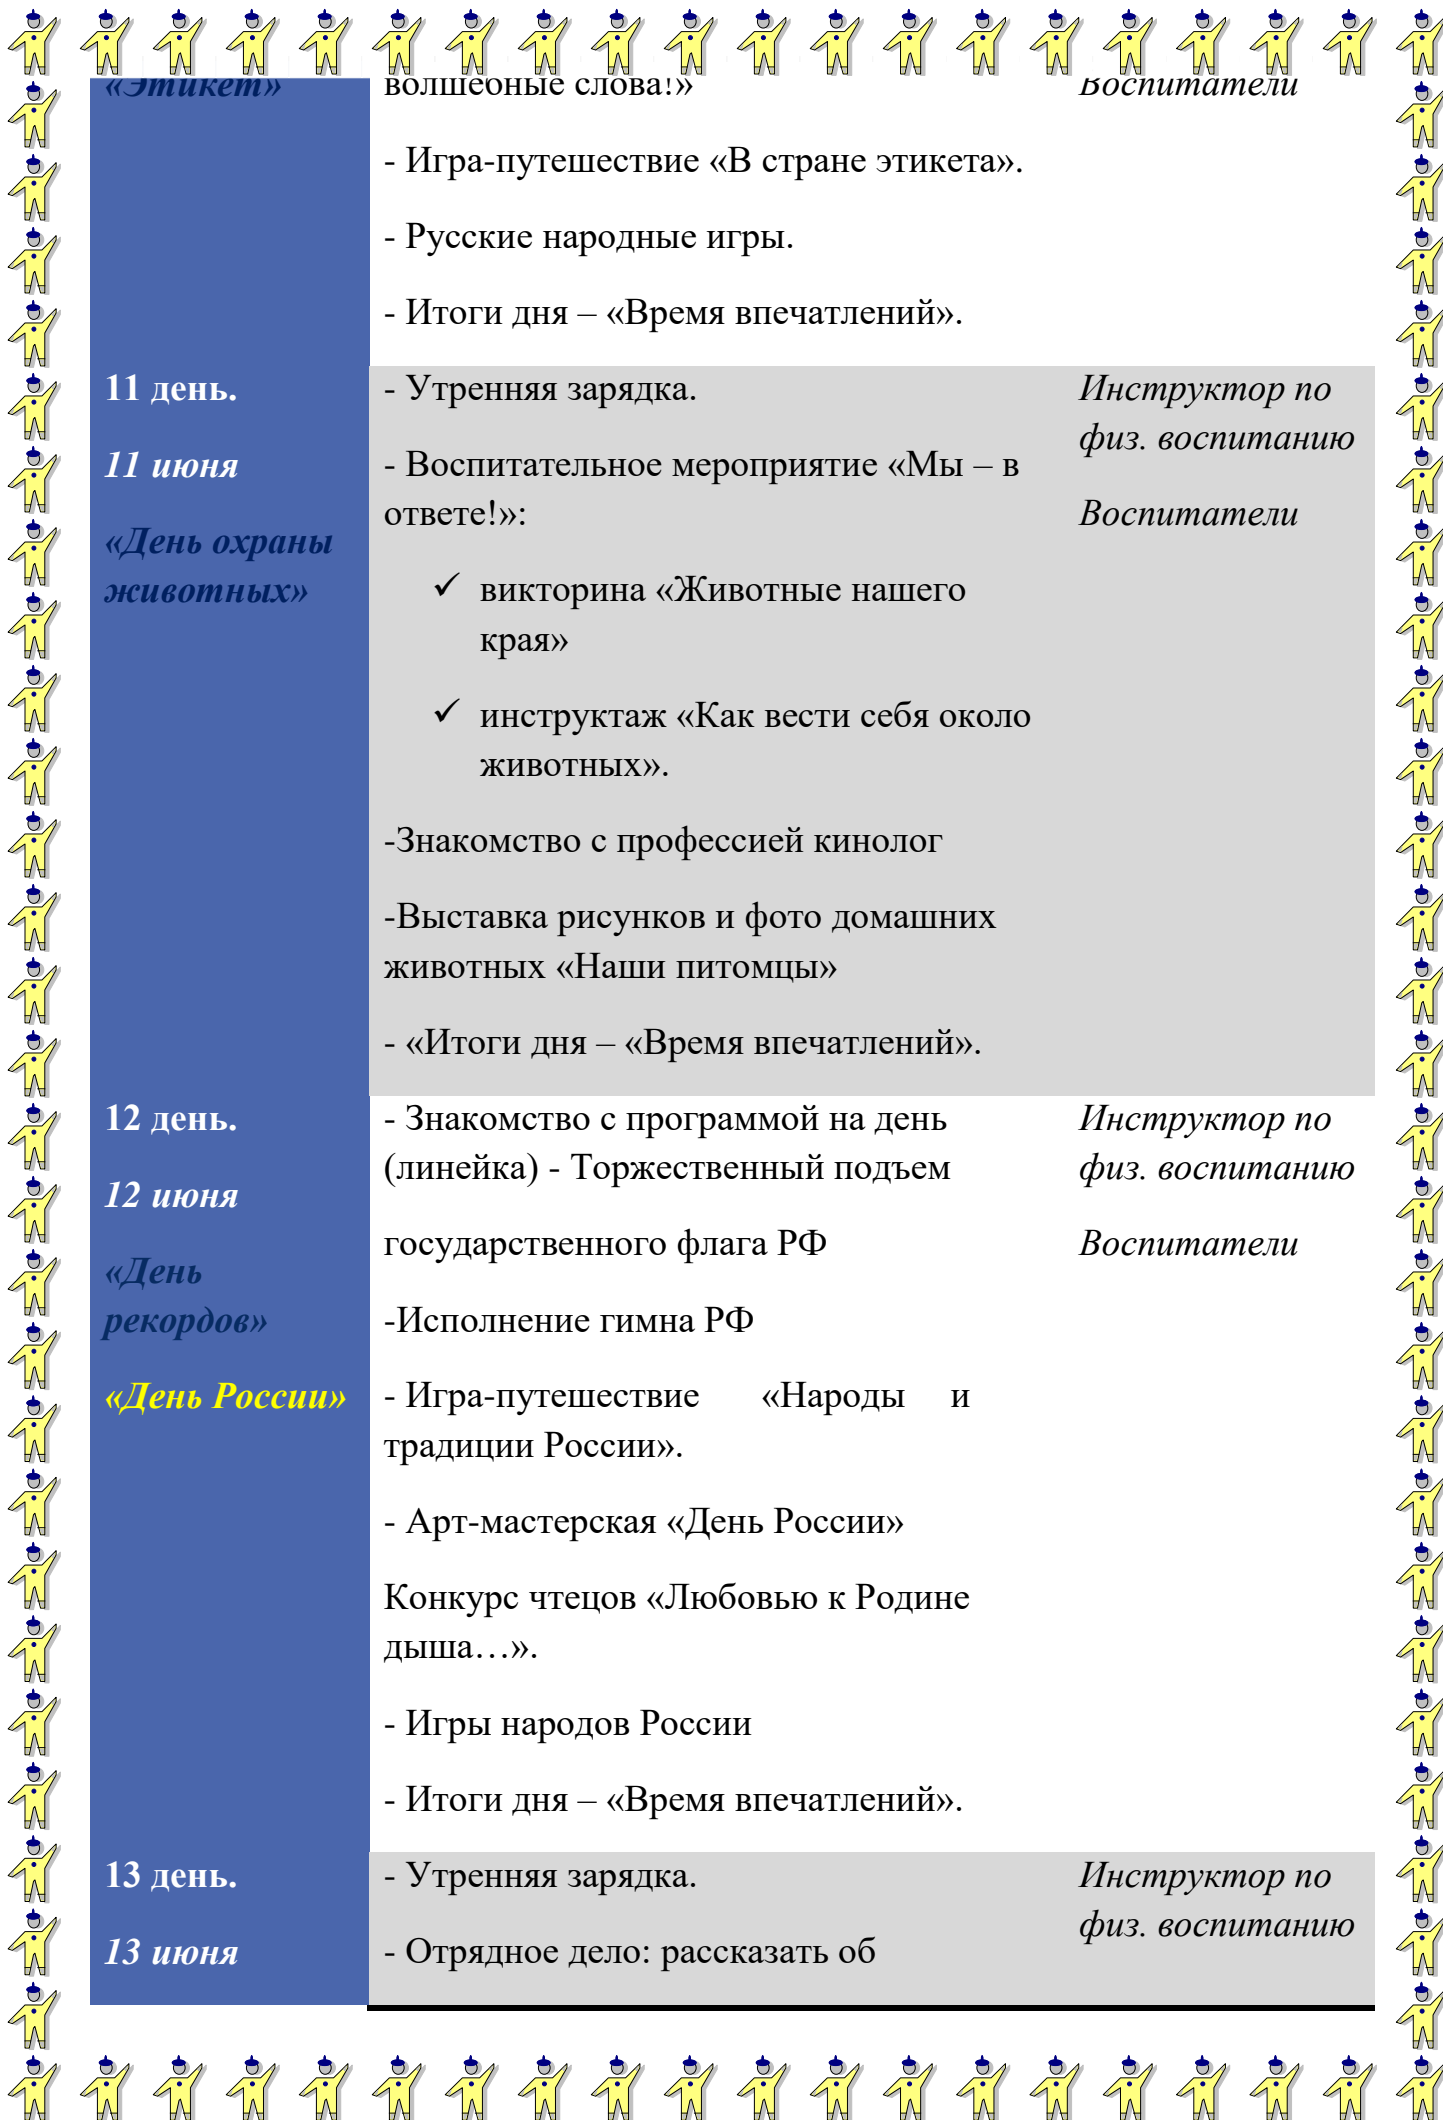 «Этикет»
волшебные слова!»
Воспитатели
- Игра-путешествие «В стране этикета».
- Русские народные игры.
- Итоги дня – «Время впечатлений».
11 день.
11 июня
«День охраны
животных»
- Утренняя зарядка.
- Воспитательное мероприятие «Мы – в
ответе!»:
✓ викторина «Животные нашего
края»
✓ инструктаж «Как вести себя около
животных».
-Знакомство с профессией кинолог
-Выставка рисунков и фото домашних
животных «Наши питомцы»
- «Итоги дня – «Время впечатлений».
Инструктор по
физ. воспитанию
Воспитатели
12 день.
12 июня
«День
рекордов»
«День России»
- Знакомство с программой на день
(линейка) - Торжественный подъем
государственного флага РФ
-Исполнение гимна РФ
- Игра-путешествие «Народы и
традиции России».
- Арт-мастерская «День России»
Конкурс чтецов «Любовью к Родине
дыша…».
- Игры народов России
- Итоги дня – «Время впечатлений».
Инструктор по
физ. воспитанию
Воспитатели
13 день.
13 июня
- Утренняя зарядка.
- Отрядное дело: рассказать об
Инструктор по
физ. воспитанию